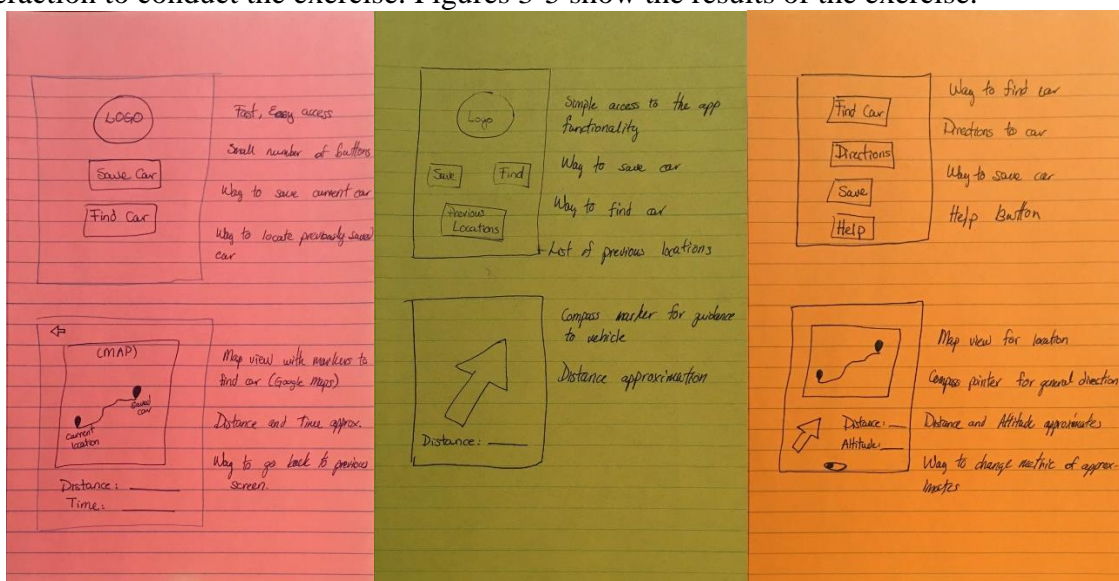 eraction to conduct the exercise. Figures 3-5 show the results of the exercise.
LOGO
Save Car
Find Car
Fast, Easy access
Small number of buttons
Way to save current car
Way to locate previously saved
car
(MAP)
Saved
car
Current
location
Distance:
Time:
Map view with markers to
find car (Google Maps)
Distance and Time approx.
Way to go back to previous
screen.
Logo
Save
Find
Previous
Locations
Simple access to the app
functionality
Way to save car
Way to find car
List of previous locations
Distance:
Compass marker for guidance
to vehicle
Distance approximation
Find Car
Directions
Save
Help
Way to find car
Directions to car
Way to save car
Help Button
Distance:
Altitude:
Map view for location
Compass pointer for general direction
Distance and Altitude approximates
Way to change metric of approx-
imates